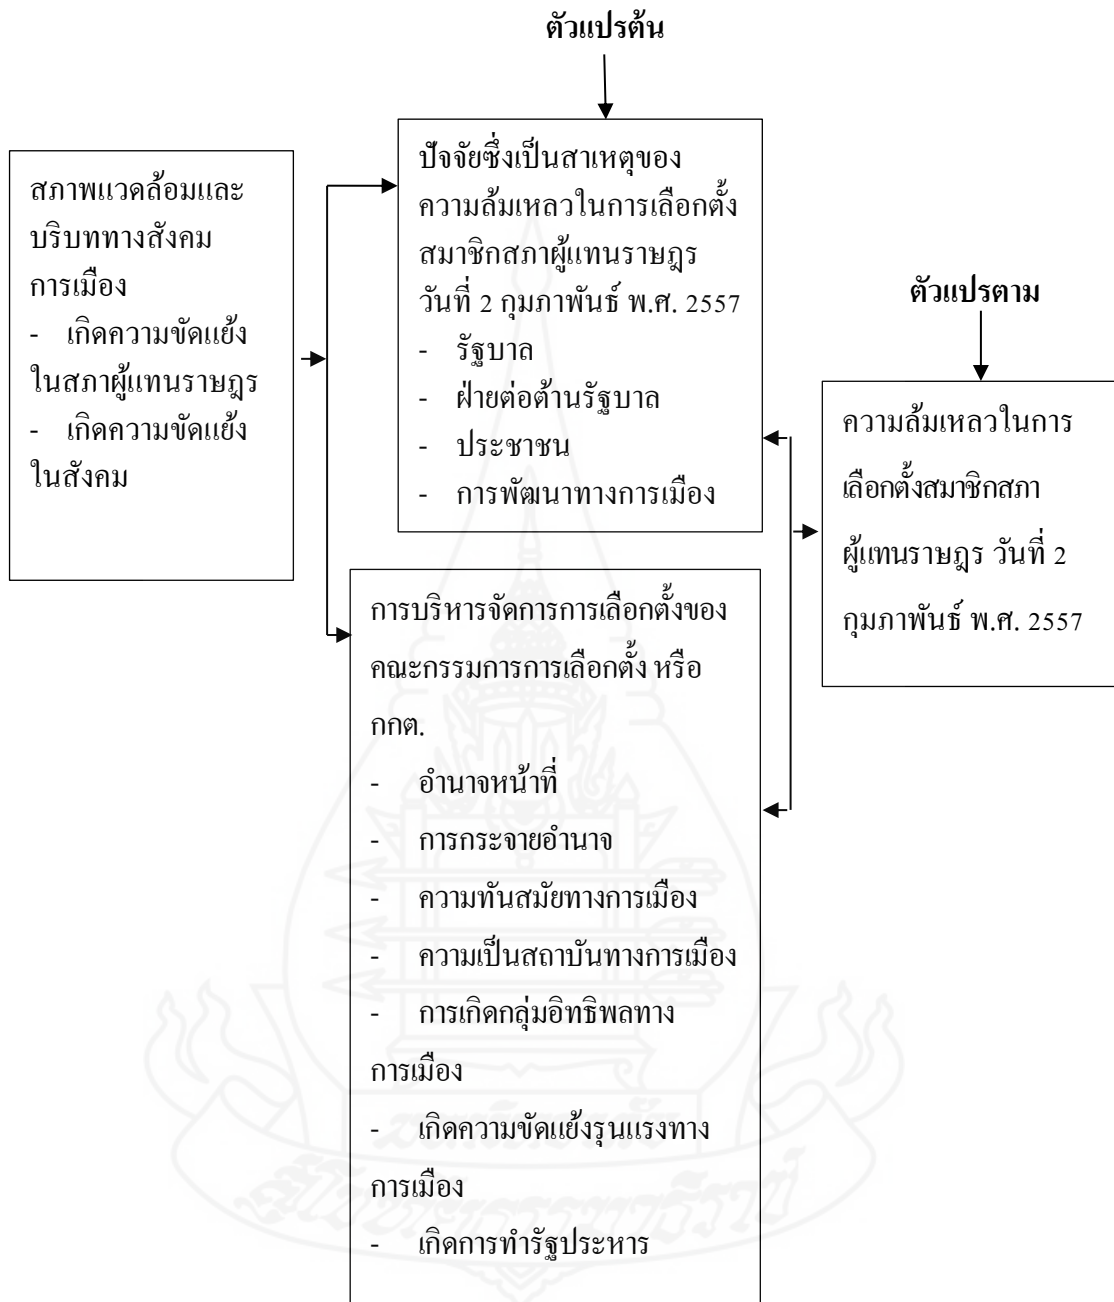 ตัวแปรต้น
สภาพแวดล้อมและ
บริบททางสังคม
การเมือง
- เกิดความขัดแย้ง
ในสภาผู้แทนราษฎร
- เกิดความขัดแย้ง
ในสังคม
ปัจจัยซึ่งเป็นสาเหตุของ
ความล้มเหลวในการเลือกตั้ง
สมาชิกสภาผู้แทนราษฎร
วันที่ 2 กุมภาพันธ์ พ.ศ. 2557
- รัฐบาล
- ฝ่ายต่อต้านรัฐบาล
- ประชาชน
- การพัฒนาทางการเมือง
การบริหารจัดการการเลือกตั้งของ
คณะกรรมการการเลือกตั้ง หรือ
กกต.
- อำนาจหน้าที่
- การกระจายอำนาจ
- ความทันสมัยทางการเมือง
- ความเป็นสถาบันทางการเมือง
- การเกิดกลุ่มอิทธิพลทาง
การเมือง
- เกิดความขัดแย้งรุนแรงทาง
การเมือง
- เกิดการทำรัฐประหาร
ตัวแปรตาม
ความล้มเหลวในการ
เลือกตั้งสมาชิกสภา
ผู้แทนราษฎร วันที่ 2
กุมภาพันธ์ พ.ศ. 2557